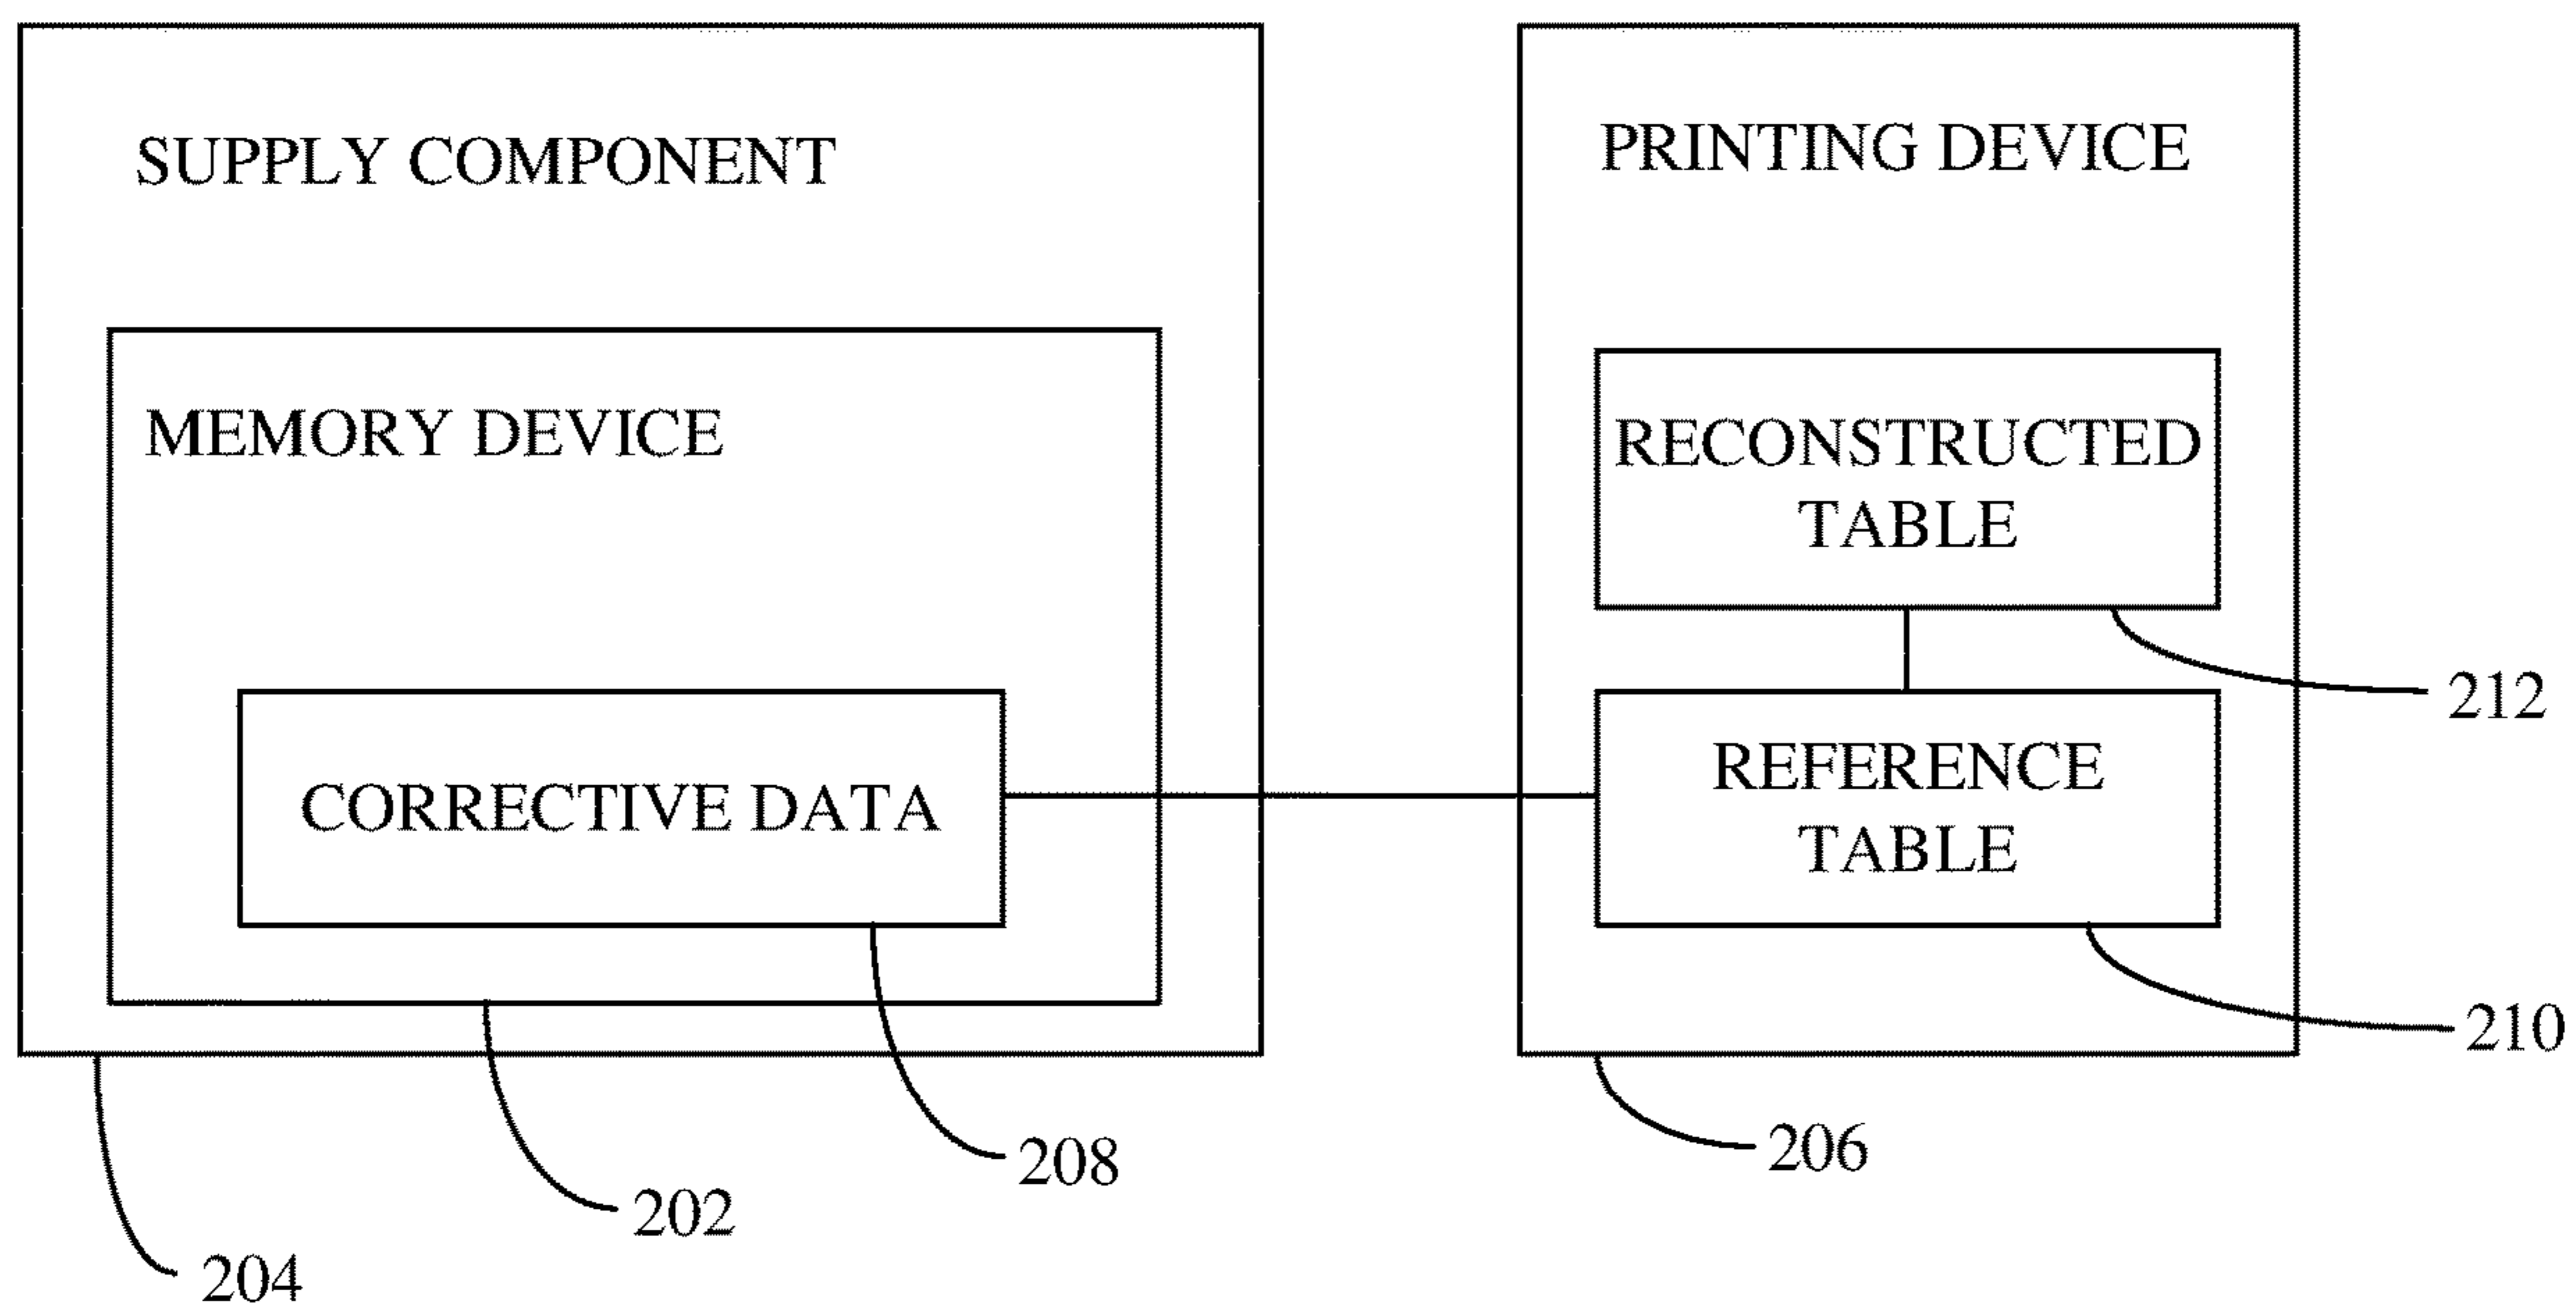 SUPPLY COMPONENT
MEMORY DEVICE
CORRECTIVE DATA
PRINTING DEVICE
RECONSTRUCTED
TABLE
REFERENCE
TABLE
212
210
206
208
202
204